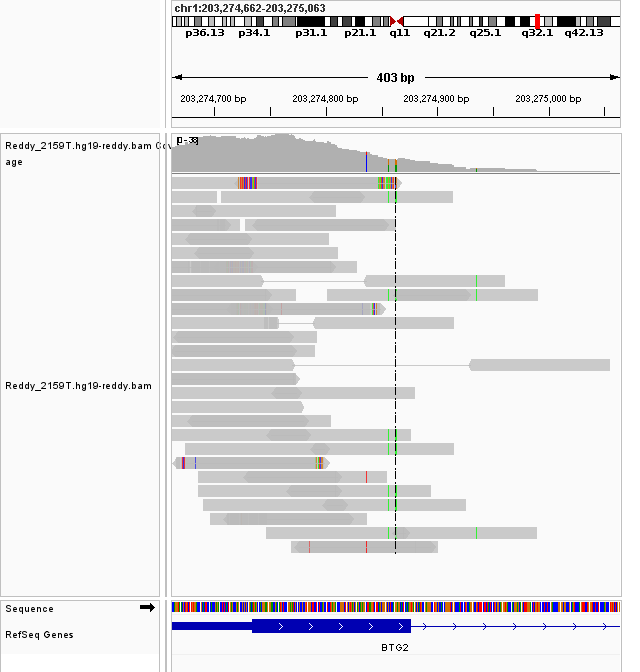 chr1:203,274,662-203,275,063
p36.13 p34.1 p31.1 p21.1 q11 q21.2 q25.1 q32.1 q42.13
403 bp
203,274,700 bp 203,274,800 bp 203,274,900 bp 203,275,000 bp
Reddy_2159T.hg19-reddy.bam Cov
age
Reddy_2159T.hg19-reddy.bam
Sequence
RefSeq Genes
BTG2